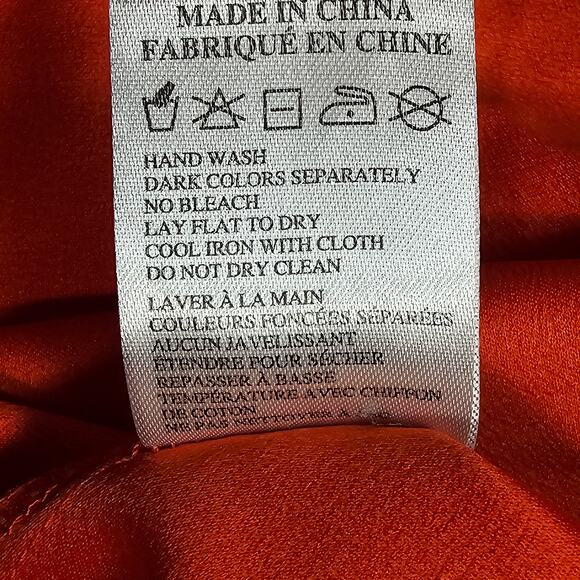 MADE IN CHINA
FABRIQUÉ EN CHINE
HAND WASH
DARK COLORS SEPARATELY
NO BLEACH
LAY FLAT TO DRY
COOL IRON WITH CLOTH
DO NOT DRY CLEAN
LAVER À LA MAIN
COULEURS FONCÉES SÉPARÉES
AUCUN JAVELISSANT
ÉTENDRE POUR SÉCHER
REPASSER À BASSE
TEMPÉRATURE AVEC CHIFFON
DE COTON
NE PAS NETTOYER À